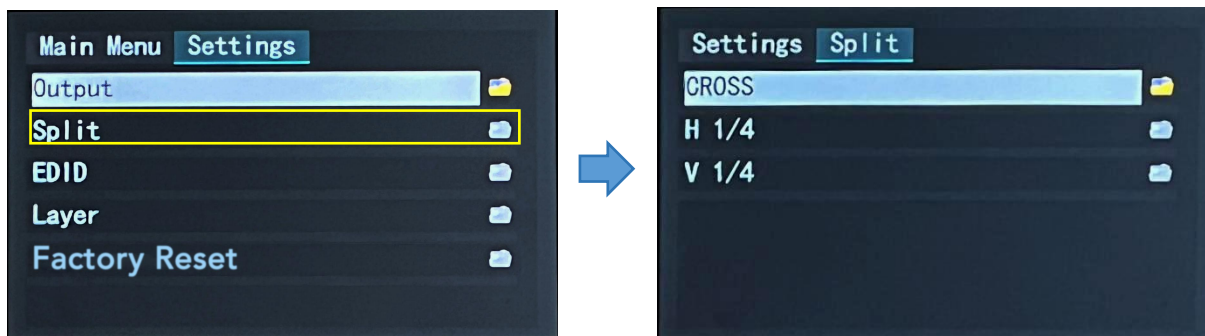 Main Menu Settings
Output
Split
EDID
Layer
Factory Reset
Settings Split
CROSS
H 1/4
V 1/4